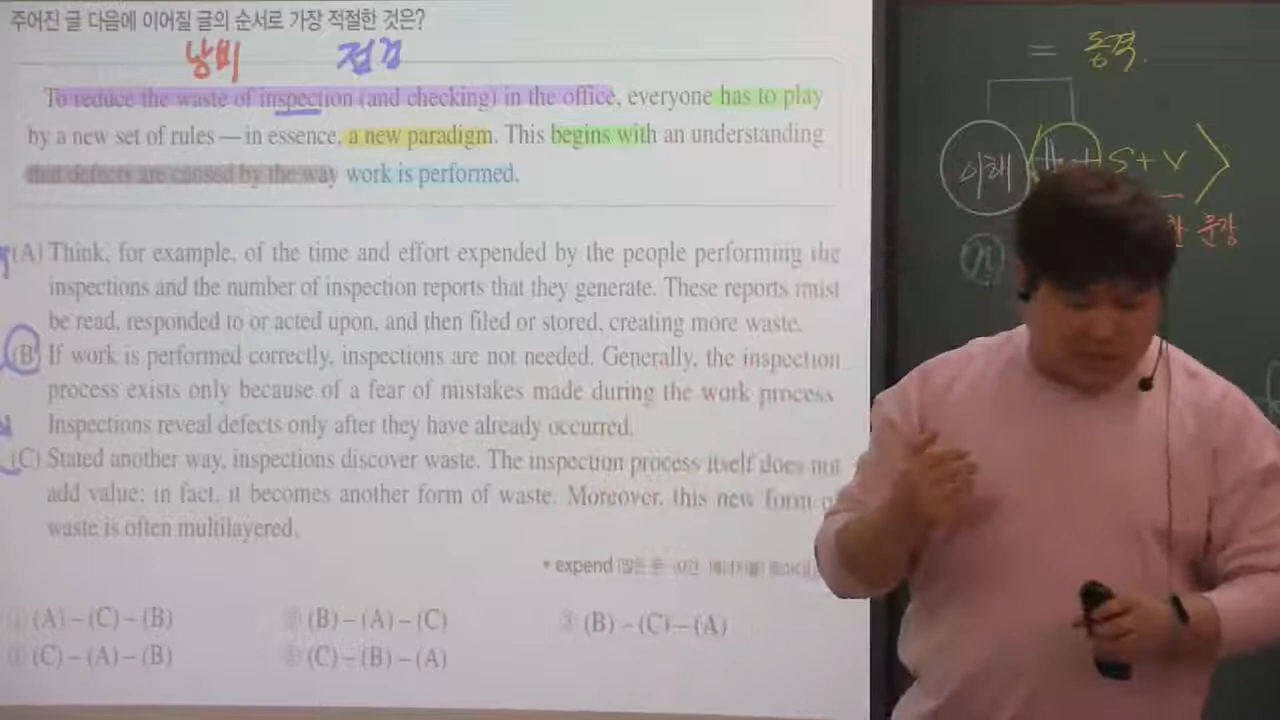 주어진 글 다음에 이어질 글의 순서로 가장 적절한 것은?
낭비 점검
To reduce the waste of inspection (and checking) in the office, everyone has to play
by a new set of rules — in essence, a new paradigm. This begins with an understanding
that defects are caused by the way work is performed.
(A) Think, for example, of the time and effort expended by the people performing the
inspections and the number of inspection reports that they generate. These reports must
be read, responded to or acted upon, and then filed or stored, creating more waste.
(B) If work is performed correctly, inspections are not needed. Generally, the inspection
process exists only because of a fear of mistakes made during the work process
Inspections reveal defects only after they have already occurred.
(C) Stated another way, inspections discover waste. The inspection process itself does not
add value; in fact, it becomes another form of waste. Moreover, this new form
waste is often multilayered.
* expend
① (A) – (C) – (B)
② (B) – (A) – (C)
③ (B) – (C) – (A)
④ (C) – (A) – (B)
⑤ (C) – (B) – (A)
= 동격.
이해 S + V
문장